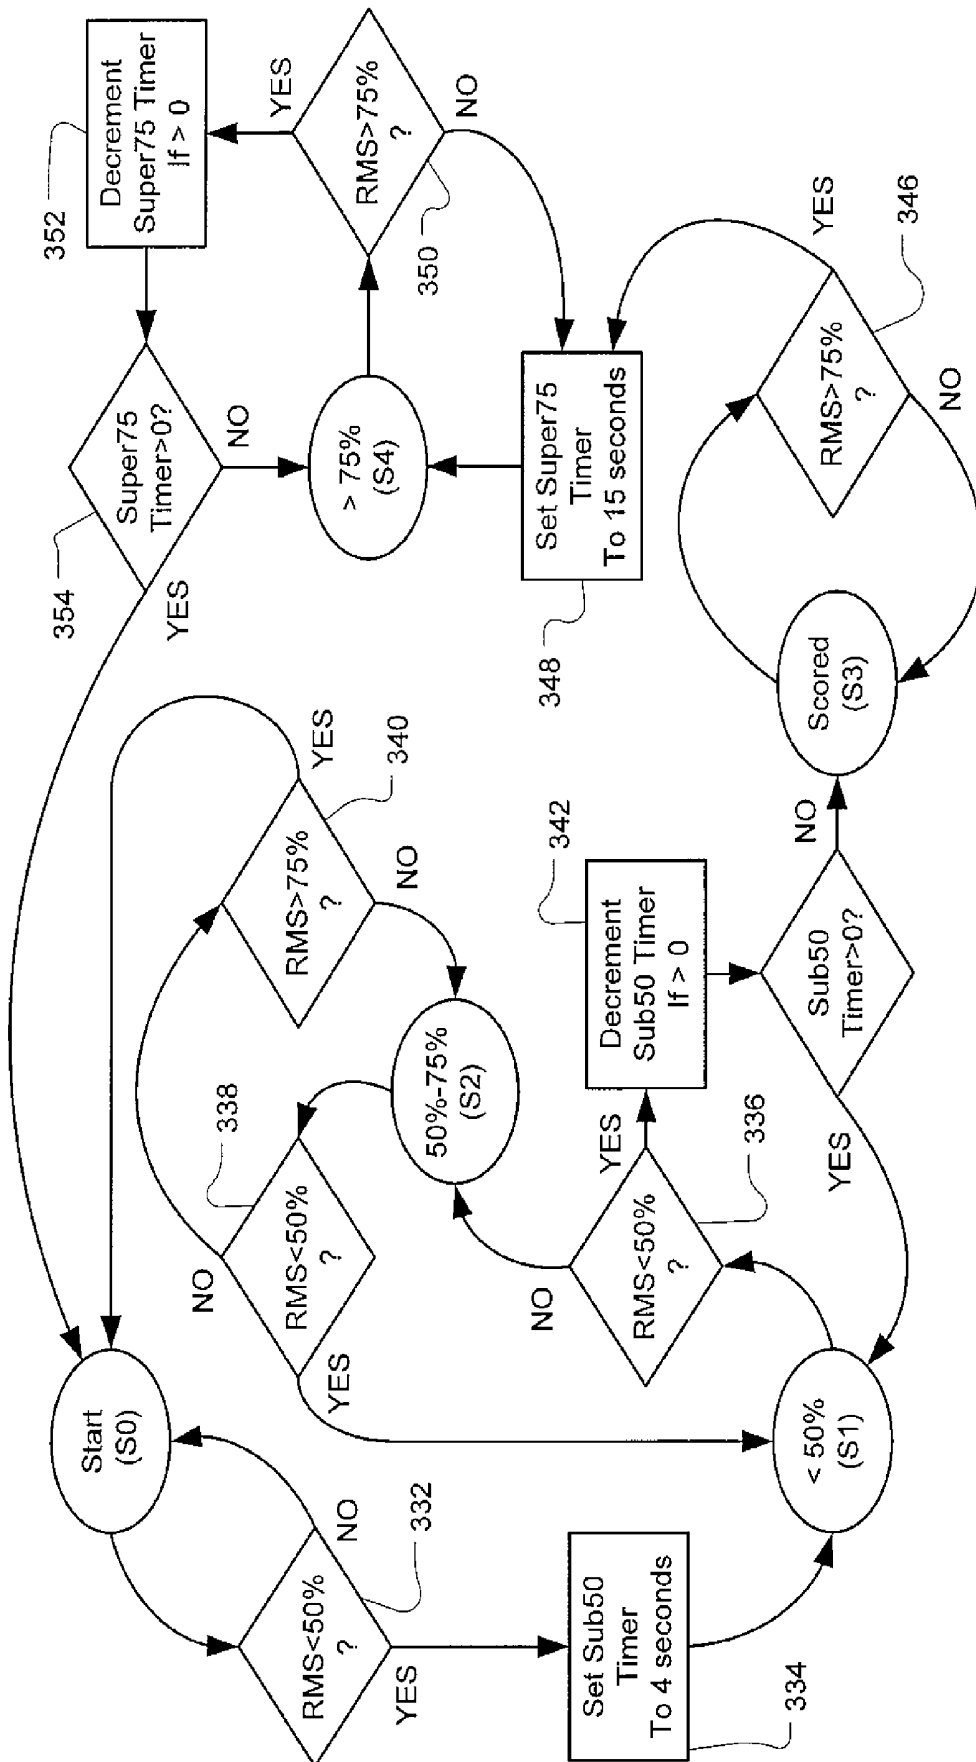 Start
(S0)
RMS<50%
?
NO
YES
332
Set Sub50
Timer
To 4 seconds
334
< 50%
(S1)
RMS<50%
?
NO
YES
336
RMS<50%
?
NO
YES
338
50%-75%
(S2)
RMS>75%
?
YES
NO
340
Decrement
Sub50 Timer
If > 0
342
Sub50
Timer>0?
YES
NO
Scored
(S3)
RMS>75%
?
YES
NO
346
Set Super75
Timer
To 15 seconds
348
> 75%
(S4)
RMS>75%
?
YES
NO
350
Decrement
Super75 Timer
If > 0
352
Super75
Timer>0?
YES
NO
354